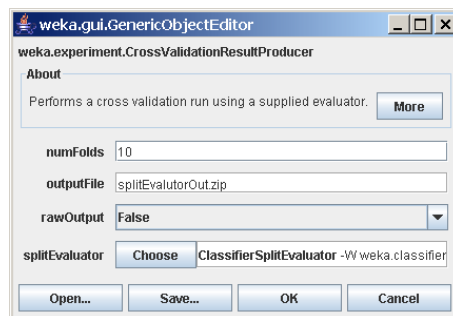 weka.gui.GenericObjectEditor
weka.experiment.CrossValidationResultProducer
About
Performs a cross validation run using a supplied evaluator. More
numFolds 10
outputFile splitEvalutorOut.zip
rawOutput False
splitEvaluator Choose ClassifierSplitEvaluator -W weka.classifier
Open... Save... OK Cancel